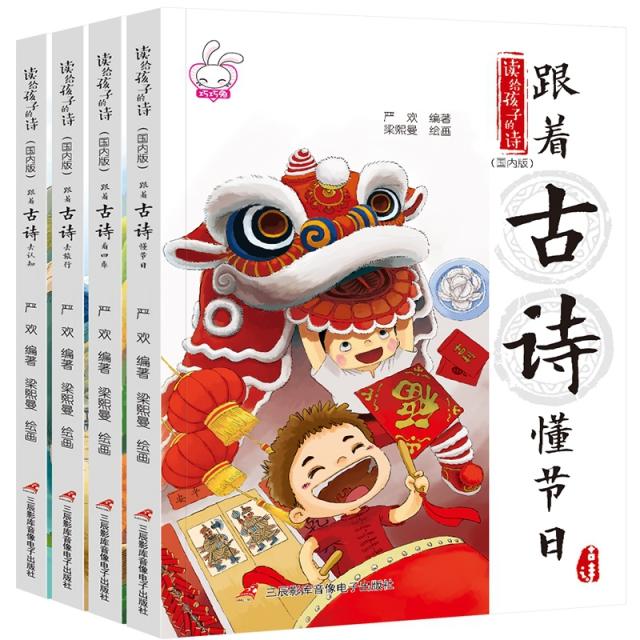 读给孩子的诗
(国内版)
跟着
古诗
去认知
严 欢 编著 梁熙曼 绘画
三辰影库音像电子出版社
读给孩子的诗
(国内版)
跟着
古诗
去旅行
严 欢 编著 梁熙曼 绘画
三辰影库音像电子出版社
读给孩子的诗
(国内版)
跟着
古诗
看四季
严 欢 编著 梁熙曼 绘画
三辰影库音像电子出版社
读给孩子的诗
(国内版)
跟着
古诗
懂节日
严 欢 编著 梁熙曼 绘画
三辰影库音像电子出版社
巧巧兔
严 欢 编著
梁熙曼 绘画
读给孩子的诗
(国内版)
跟着
古诗
懂节日
古诗
福
三辰影库音像电子出版社